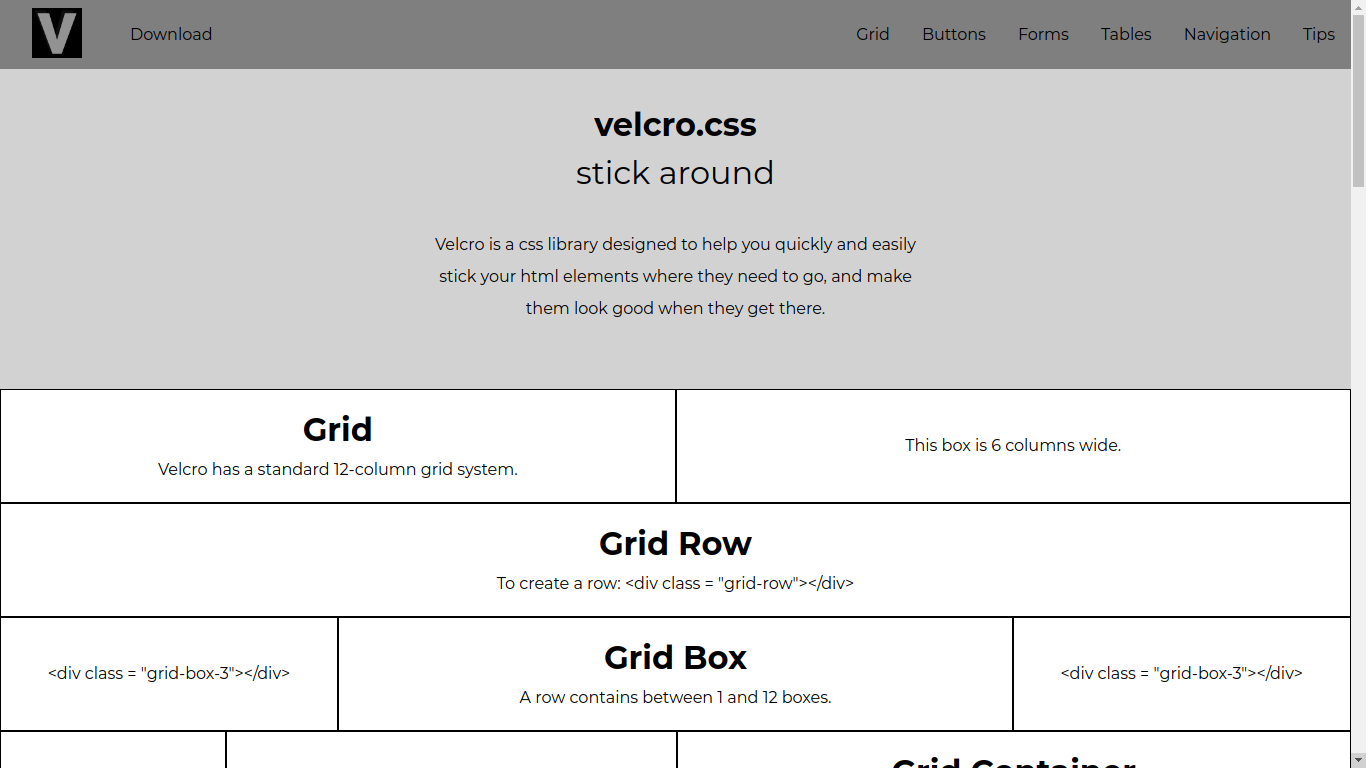 V
Download
Grid
Buttons
Forms
Tables
Navigation
Tips
velcro.css
stick around
Velcro is a css library designed to help you quickly and easily
stick your html elements where they need to go, and make
them look good when they get there.
Grid
Velcro has a standard 12-column grid system.
This box is 6 columns wide.
Grid Row
To create a row: <div class = "grid-row"></div>
<div class = "grid-box-3"></div>
Grid Box
A row contains between 1 and 12 boxes.
<div class = "grid-box-3"></div>
Grid Container